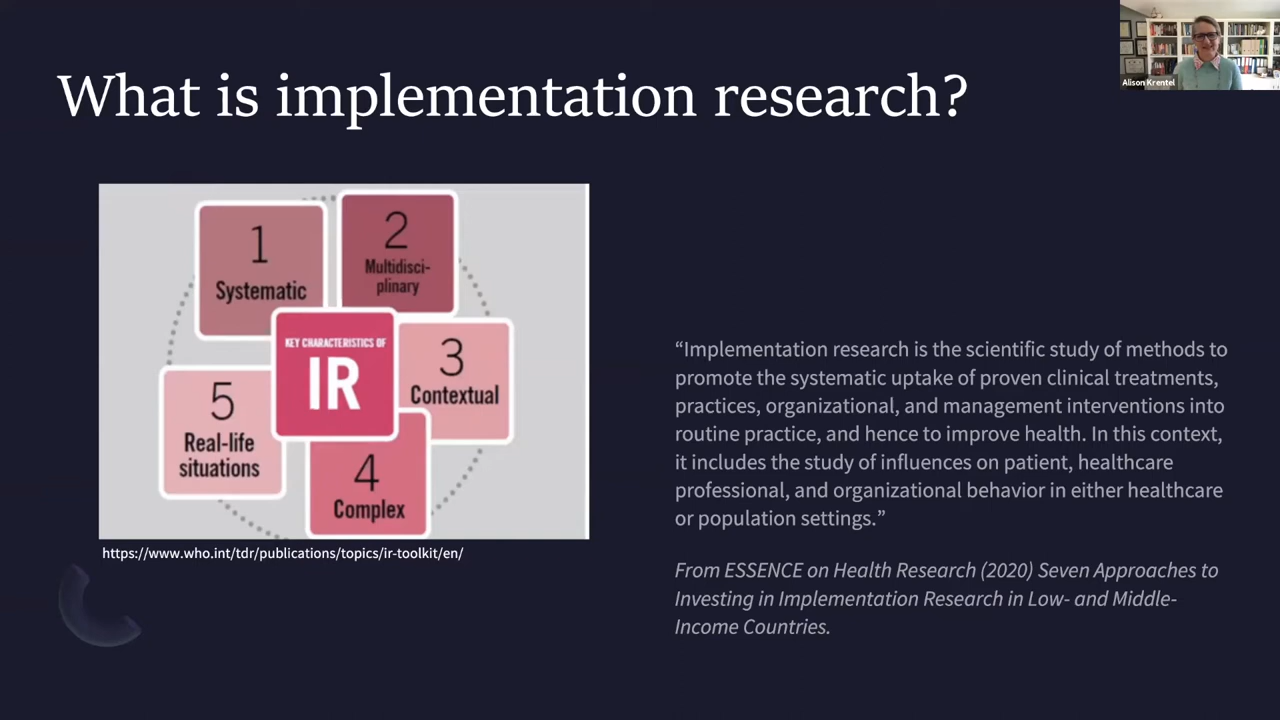 Alison Krentel
What is implementation research?
1
Systematic
2
Multidisci-
plinary
KEY CHARACTERISTICS OF
IR
3
Contextual
5
Real-life
situations
4
Complex
https://www.who.int/tdr/publications/topics/ir-toolkit/en/
“Implementation research is the scientific study of methods to
promote the systematic uptake of proven clinical treatments,
practices, organizational, and management interventions into
routine practice, and hence to improve health. In this context,
it includes the study of influences on patient, healthcare
professional, and organizational behavior in either healthcare
or population settings.”
From ESSENCE on Health Research (2020) Seven Approaches to
Investing in Implementation Research in Low- and Middle-
Income Countries.